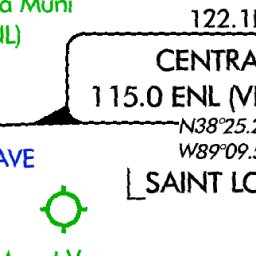 a Muni
NL)
122.1
CENTRA
115.0 ENL (V
N38°25.2
W89°09.5
AVE
SAINT LO